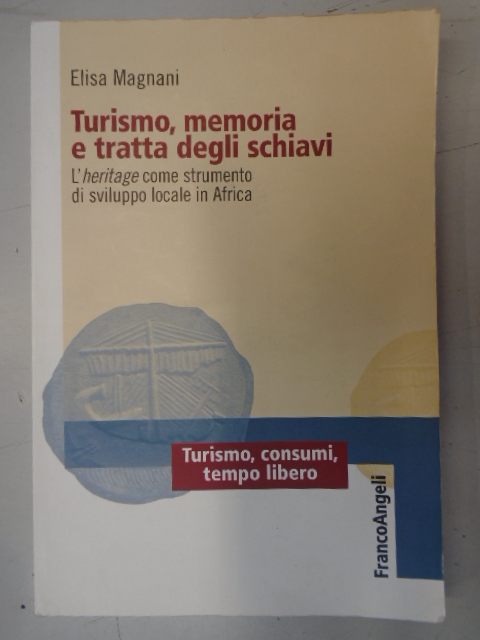 Elisa Magnani
Turismo, memoria
e tratta degli schiavi
L'heritage come strumento
di sviluppo locale in Africa
Turismo, consumi,
tempo libero
FrancoAngeli